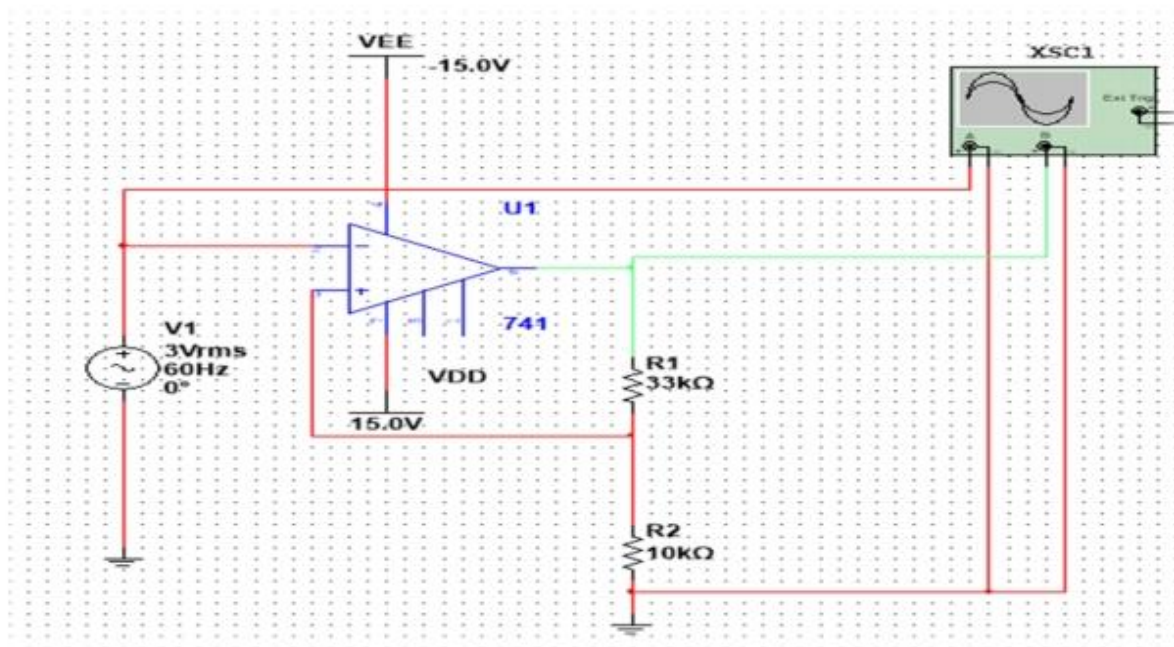 VEE
-15.0V
XSC1
Ext Trig
A
B
U1
741
V1
3Vrms
60Hz
0°
VDD
15.0V
R1
33kΩ
R2
10kΩ